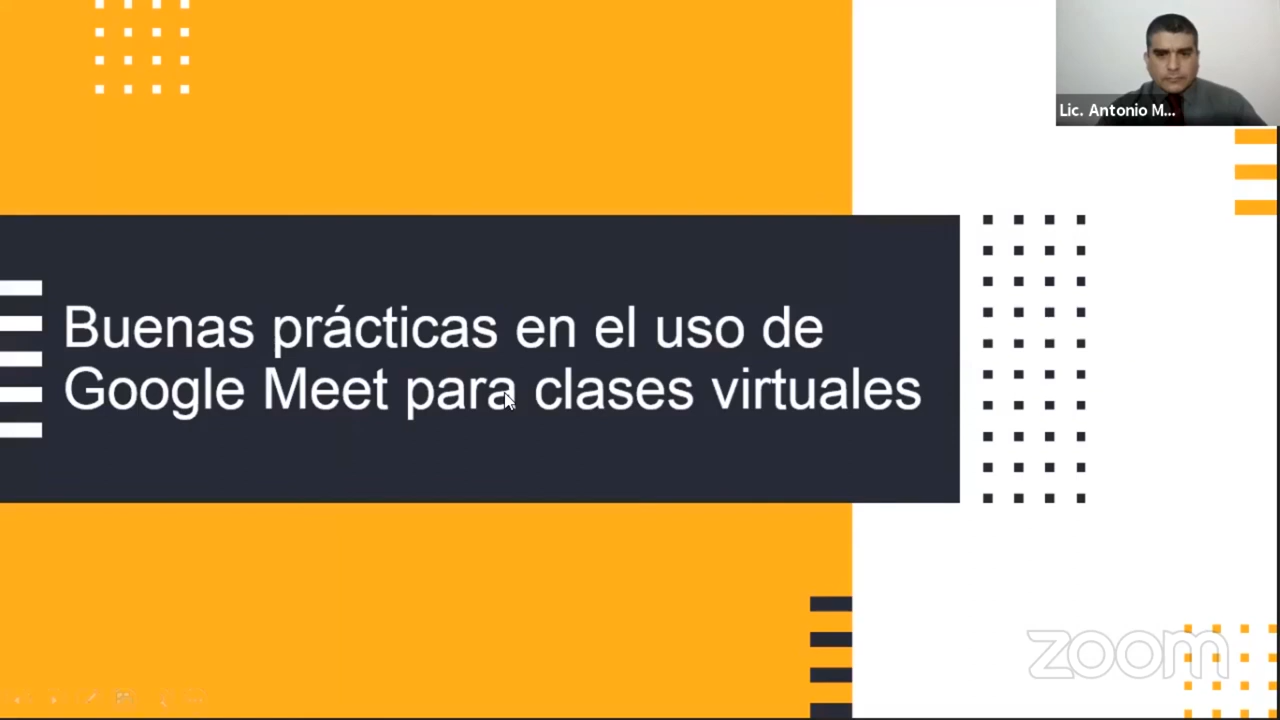 Lic. Antonio M...
Buenas prácticas en el uso de
Google Meet para clases virtuales
zoom